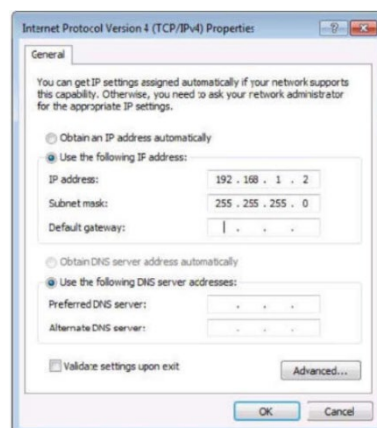 Internet Protocol Version 4 (TCP/IPv4) Properties
General
You can get IP settings assigned automatically if your network supports
this capability. Otherwise, you need to ask your network administrator
for the appropriate IP settings.
Obtain an IP address automatically
Use the following IP address:
IP address: 192 . 168 . 1 . 2
Subnet mask: 255 . 255 . 255 . 0
Default gateway: . . .
Obtain DNS server address automatically
Use the following DNS server addresses:
Preferred DNS server: . . .
Alternate DNS server: . . .
Validate settings upon exit
Advanced...
OK Cancel